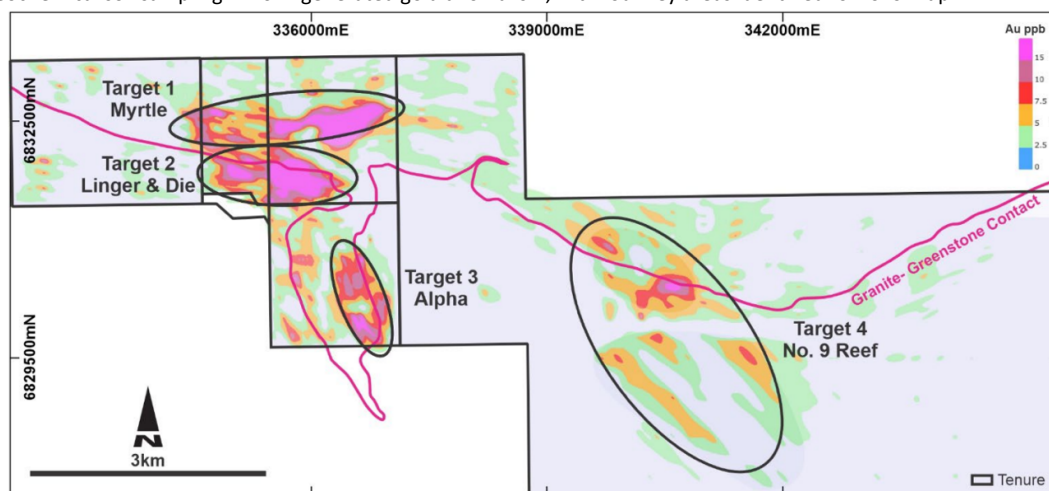 336000mE
339000mE
342000mE
Au ppb
15
10
7.5
5
2.5
0
6832500mN
6829500mN
Target 1
Myrtle
Target 2
Linger & Die
Target 3
Alpha
Granite- Greenstone Contact
Target 4
No. 9 Reef
N
3km
Tenure